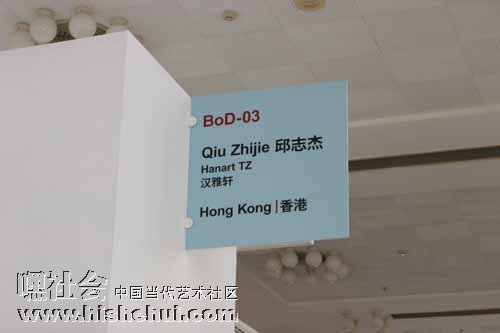 BoD-03
Qiu Zhijie 邱志杰
Hanart TZ
汉雅轩
Hong Kong | 香港
嘿社会 中国当代艺术社区
www.hishehui.com